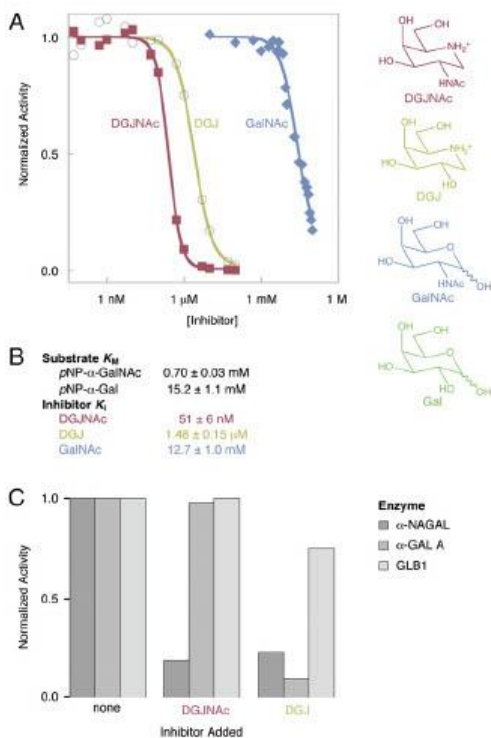 A
1.0
0.5
0.0
Normalized Activity
DGJNAc
DGJ
GalNAc
1 nM
1 µM
1 mM
1 M
[Inhibitor]
OH
OH
HO
NH2+
HNAc
DGJNAc
OH
OH
HO
NH2+
HO
DGJ
OH
OH
HO
O
HNAc
OH
GalNAc
OH
OH
HO
O
HO
OH
Gal
B
Substrate KM
pNP-α-GalNAc 0.70 ± 0.03 mM
pNP-α-Gal 15.2 ± 1.1 mM
Inhibitor KI
DGJNAc 51 ± 6 nM
DGJ 1.46 ± 0.15 µM
GalNAc 12.7 ± 1.0 mM
C
1.0
0.5
0.0
Normalized Activity
none
DGJNAc
DGJ
Inhibitor Added
Enzyme
α-NAGAL
α-GAL A
GLB1